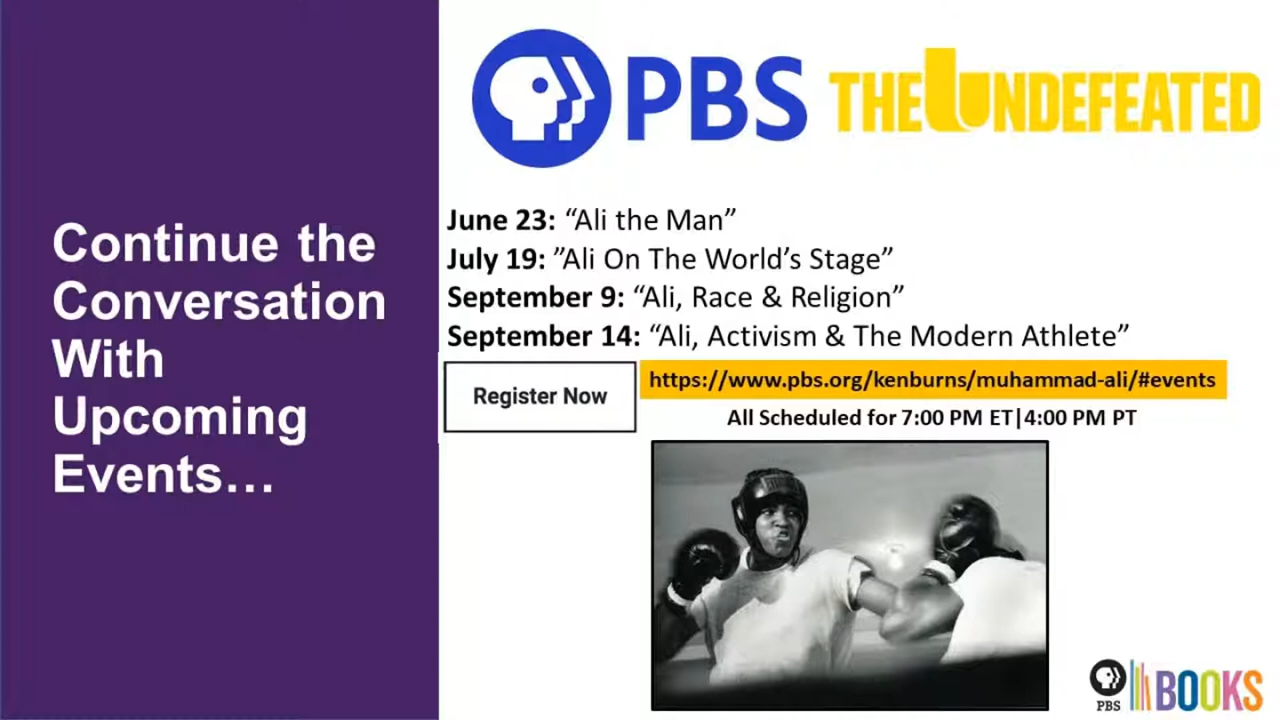 Continue the
Conversation
With
Upcoming
Events…
PBS THE UNDEFEATED
June 23: “Ali the Man”
July 19: ”Ali On The World’s Stage”
September 9: “Ali, Race & Religion”
September 14: “Ali, Activism & The Modern Athlete”
Register Now
https://www.pbs.org/kenburns/muhammad-ali/#events
All Scheduled for 7:00 PM ET|4:00 PM PT
PBS BOOKS